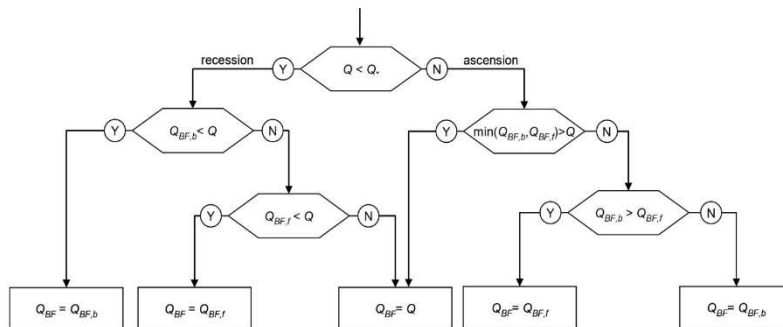 recession Y Q < Q* N ascension
Y Q_BF,b < Q N
Y min(Q_BF,b, Q_BF,f)>Q N
Y Q_BF,f < Q N
Y Q_BF,b > Q_BF,f N
Q_BF = Q_BF,b
Q_BF = Q_BF,f
Q_BF= Q
Q_BF= Q_BF,f
Q_BF= Q_BF,b